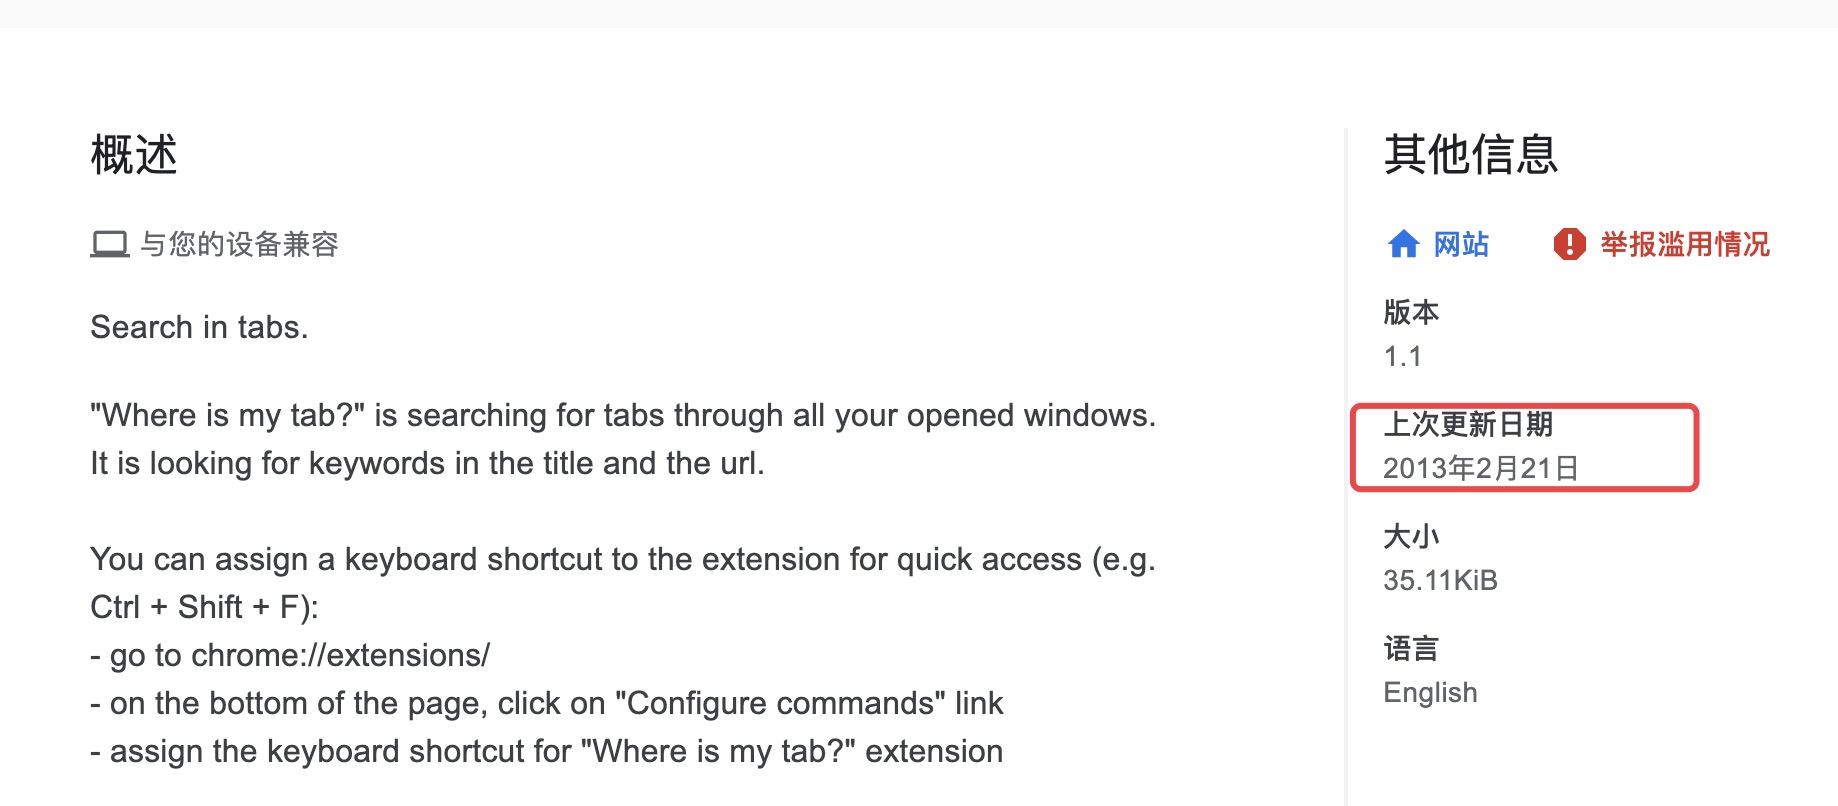 概述
与您的设备兼容
Search in tabs.
"Where is my tab?" is searching for tabs through all your opened windows.
It is looking for keywords in the title and the url.
You can assign a keyboard shortcut to the extension for quick access (e.g.
Ctrl + Shift + F):
- go to chrome://extensions/
- on the bottom of the page, click on "Configure commands" link
- assign the keyboard shortcut for "Where is my tab?" extension
其他信息
网站 举报滥用情况
版本
1.1
上次更新日期
2013年2月21日
大小
35.11KiB
语言
English